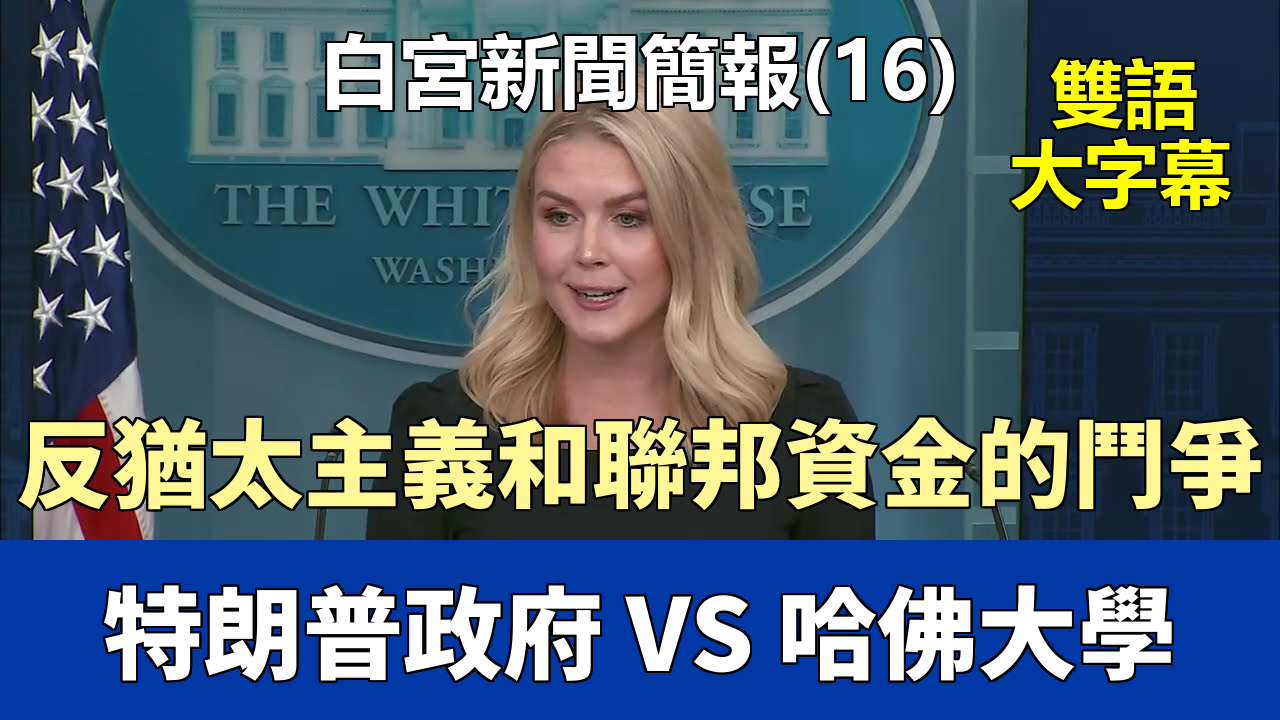 白宮新聞簡報(16)
雙語
大字幕
THE WHIT SE
WASH
反猶太主義和聯邦資金的鬥爭
特朗普政府 VS 哈佛大學